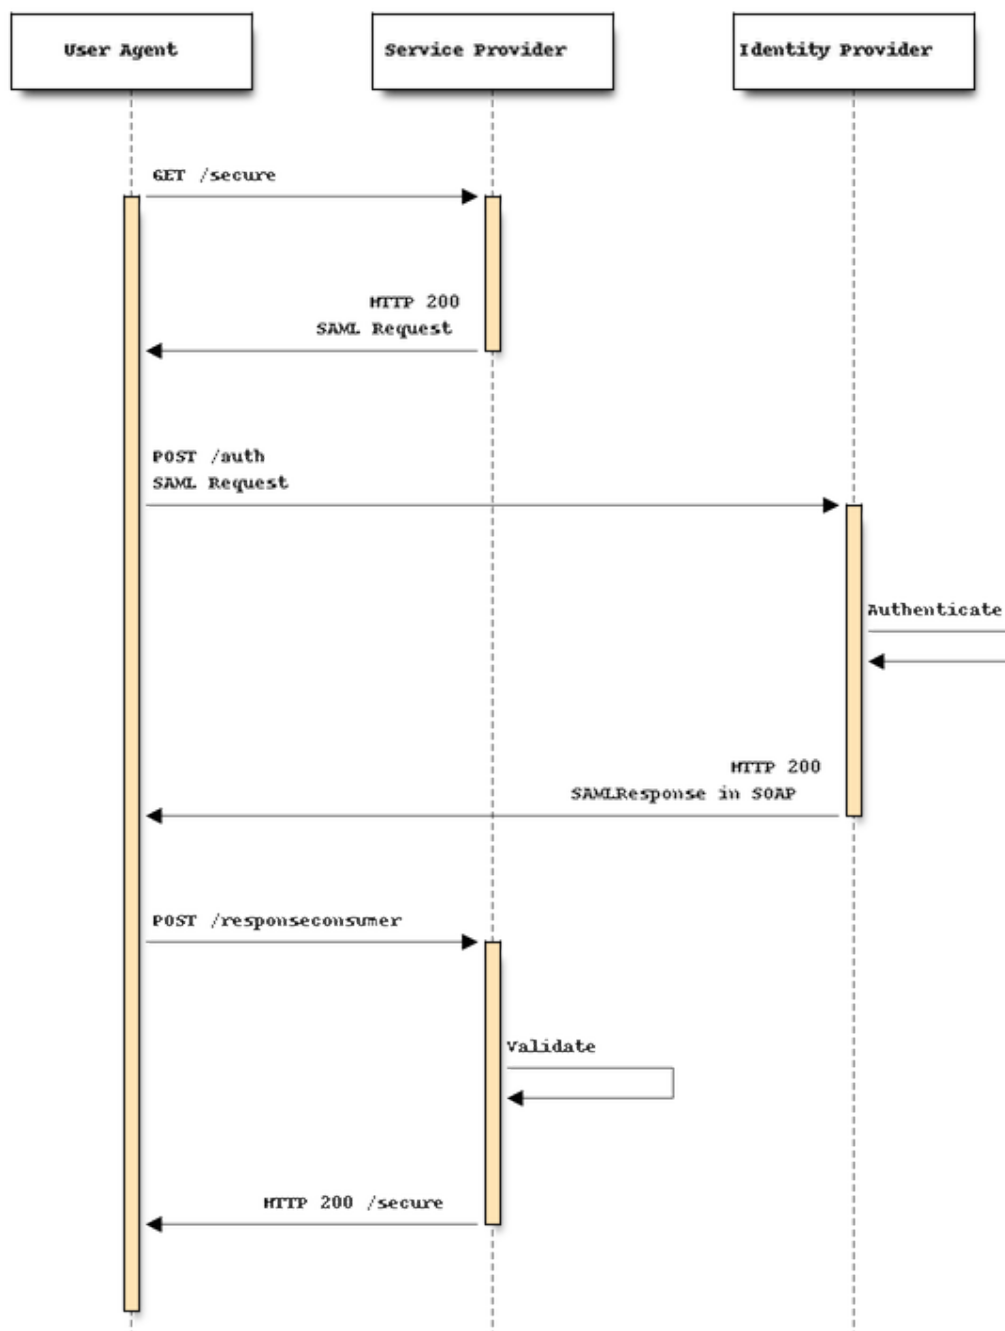 User Agent
Service Provider
Identity Provider
GET /secure
HTTP 200
SAML Request
POST /auth
SAML Request
Authenticate
HTTP 200
SAMLResponse in SOAP
POST /responseconsumer
Validate
HTTP 200 /secure